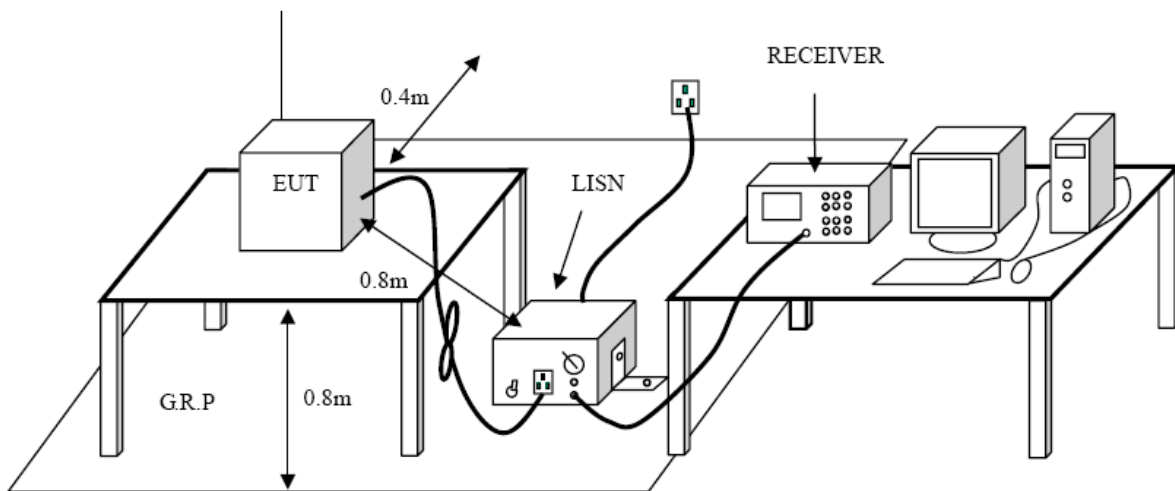 RECEIVER
0.4m
EUT
LISN
0.8m
G.R.P
0.8m